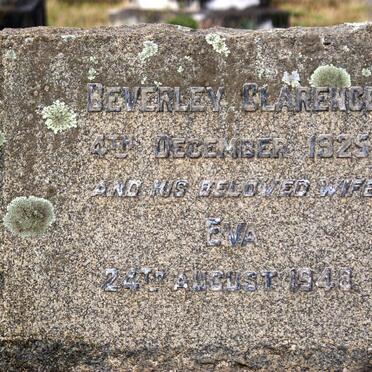 BEVERLEY CLARENCE
4TH DECEMBER 1925
AND HIS BELOVED WIFE
EVA
24TH AUGUST 1948